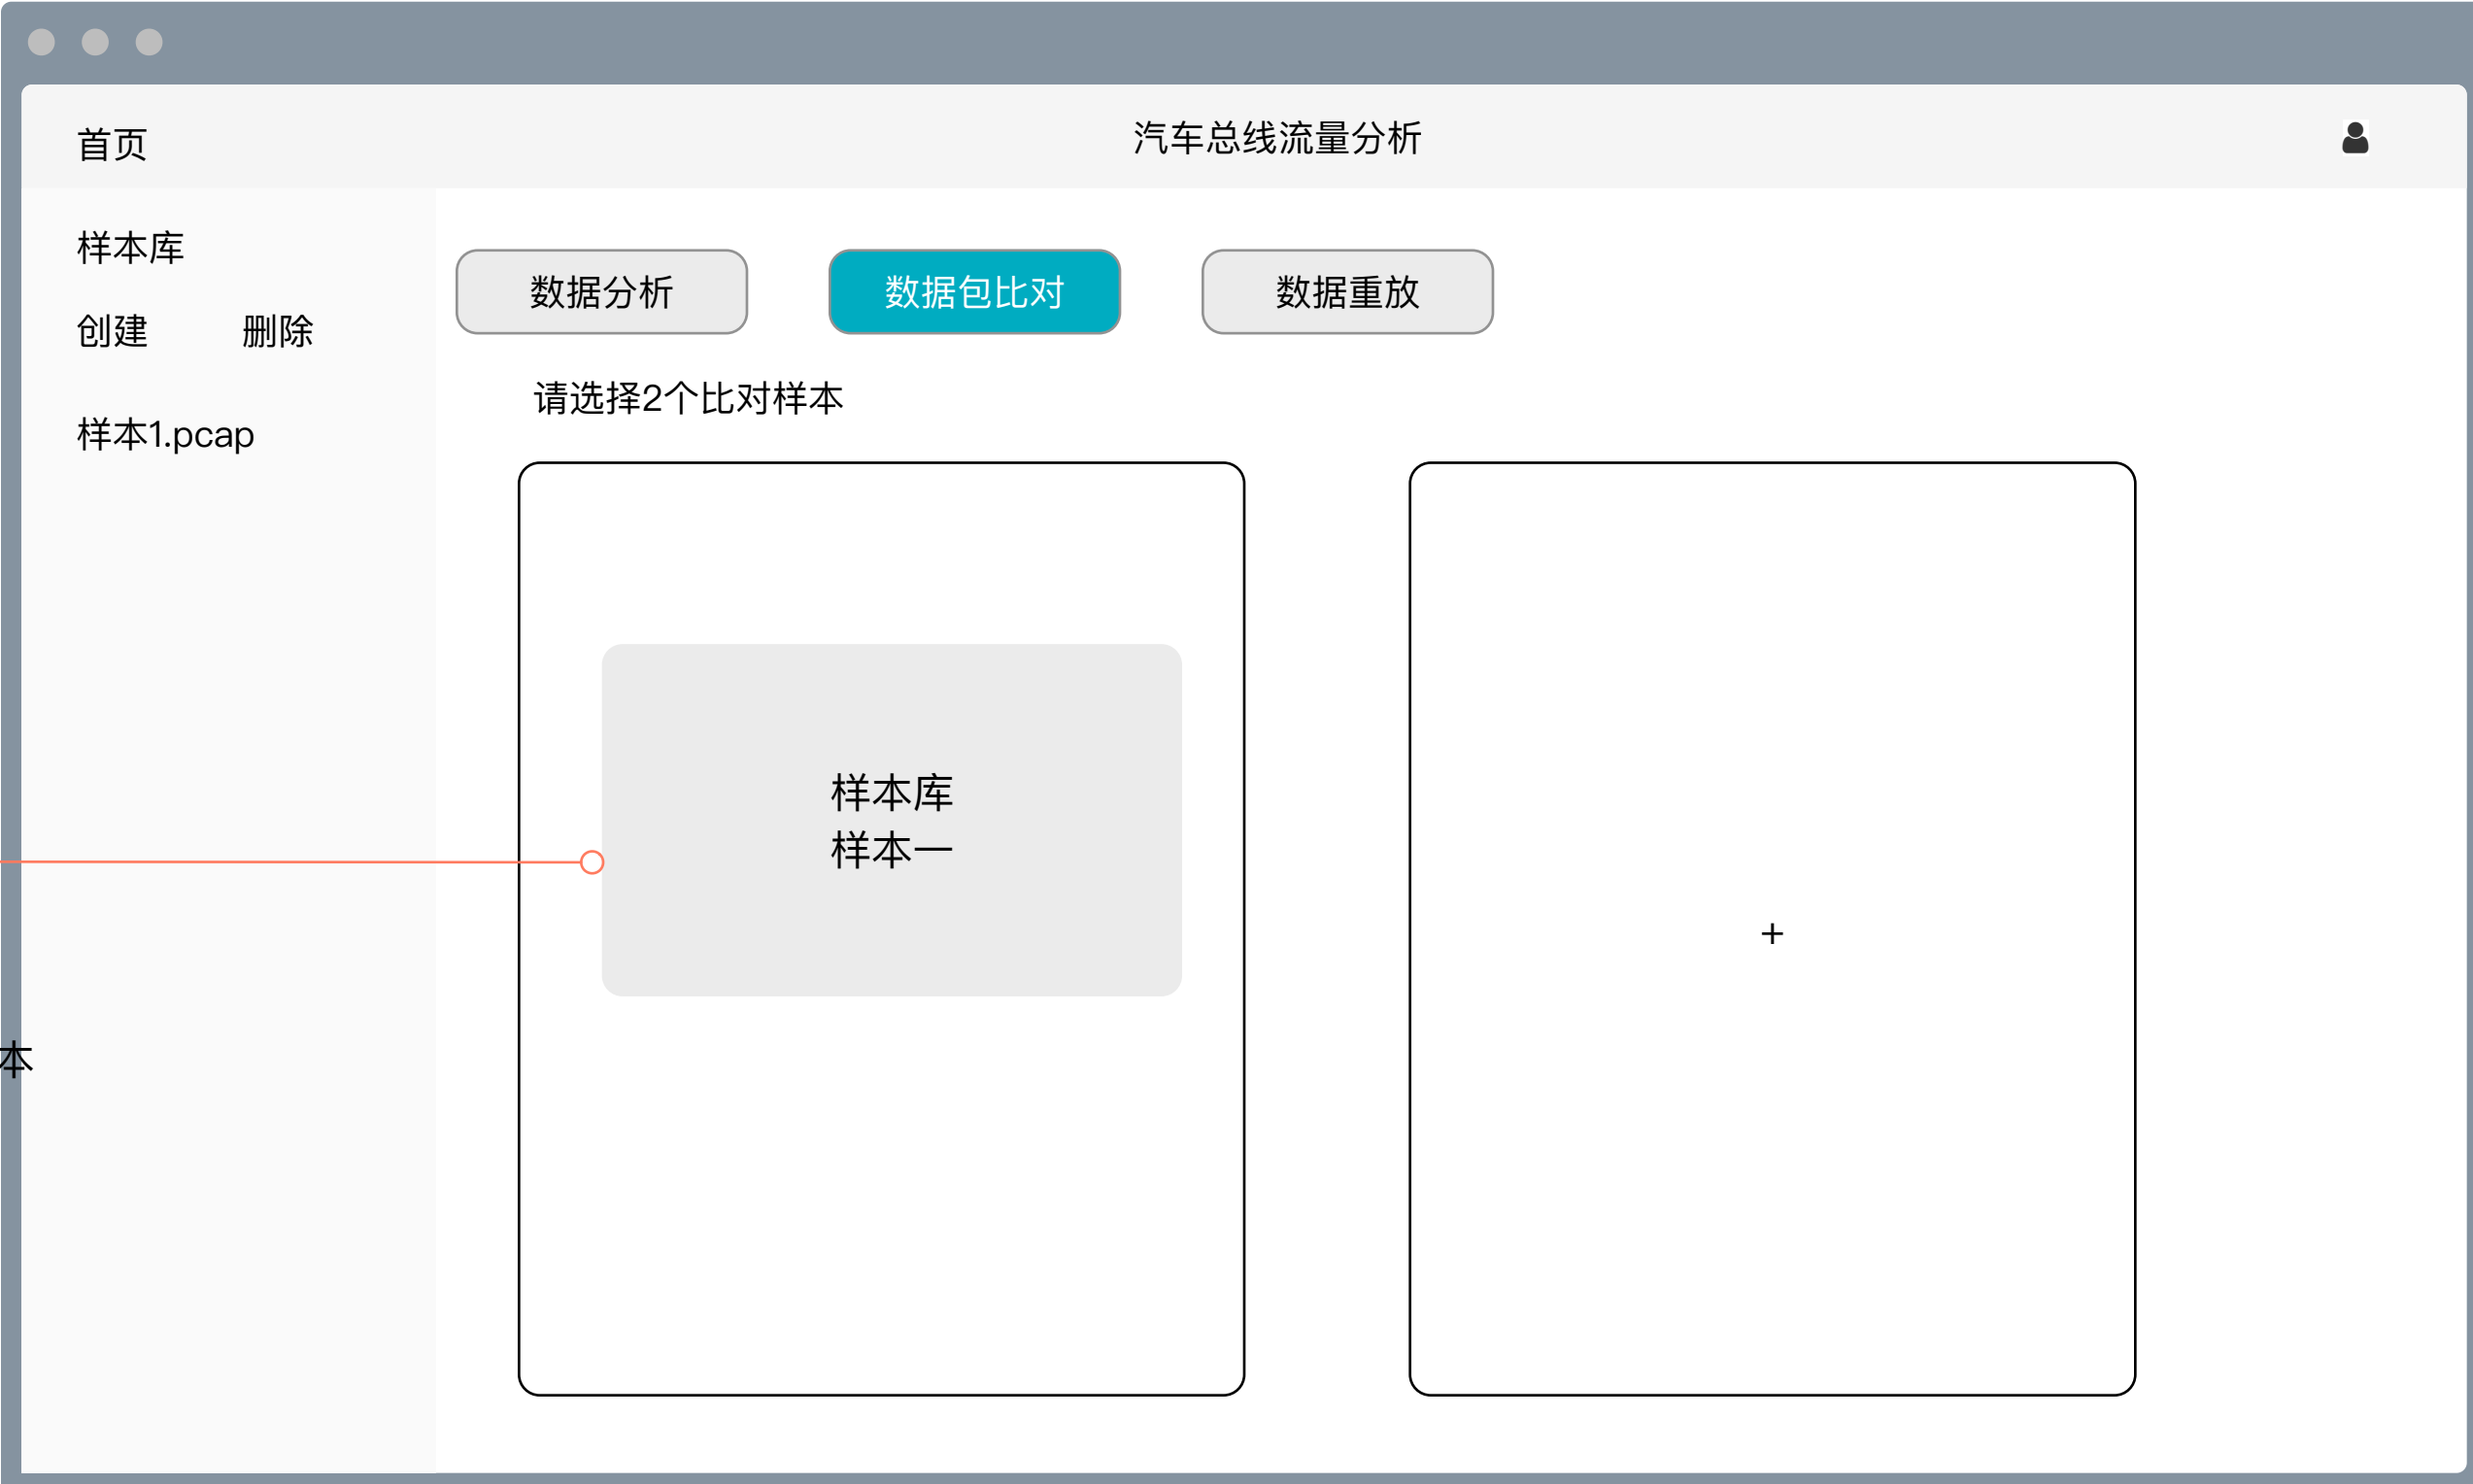 首页
汽车总线流量分析
样本库
创建 删除
样本1.pcap
数据分析
数据包比对
数据重放
请选择2个比对样本
样本库
样本一
+
本